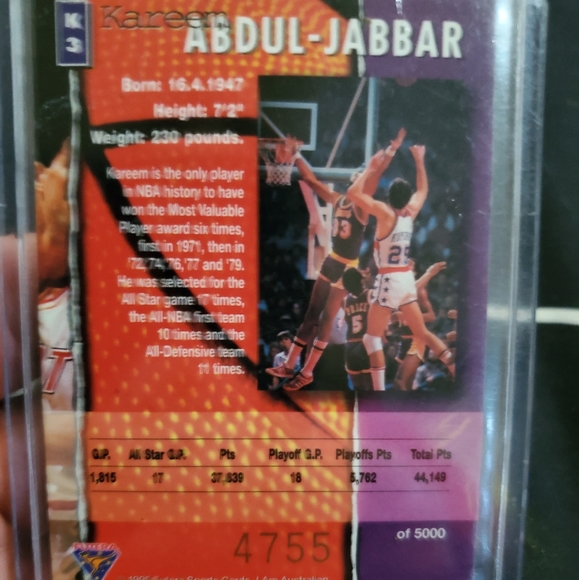 K
3
Kareem
ABDUL-JABBAR
Born: 16.4.1947
Height: 7'2"
Weight: 230 pounds.
Kareem is the only player
in NBA history to have
won the Most Valuable
Player award six times,
first in 1971, then in
'72,'74,'76,'77 and '79.
He was selected for the
All Star game 17 times,
the All-NBA first team
10 times and the
All-Defensive team
11 times.
33
25
5
G.P. All Star G.P. Pts Playoff G.P. Playoffs Pts Total Pts
1,815 17 37,839 18 5,762 44,149
4755
of 5000
FUTERA